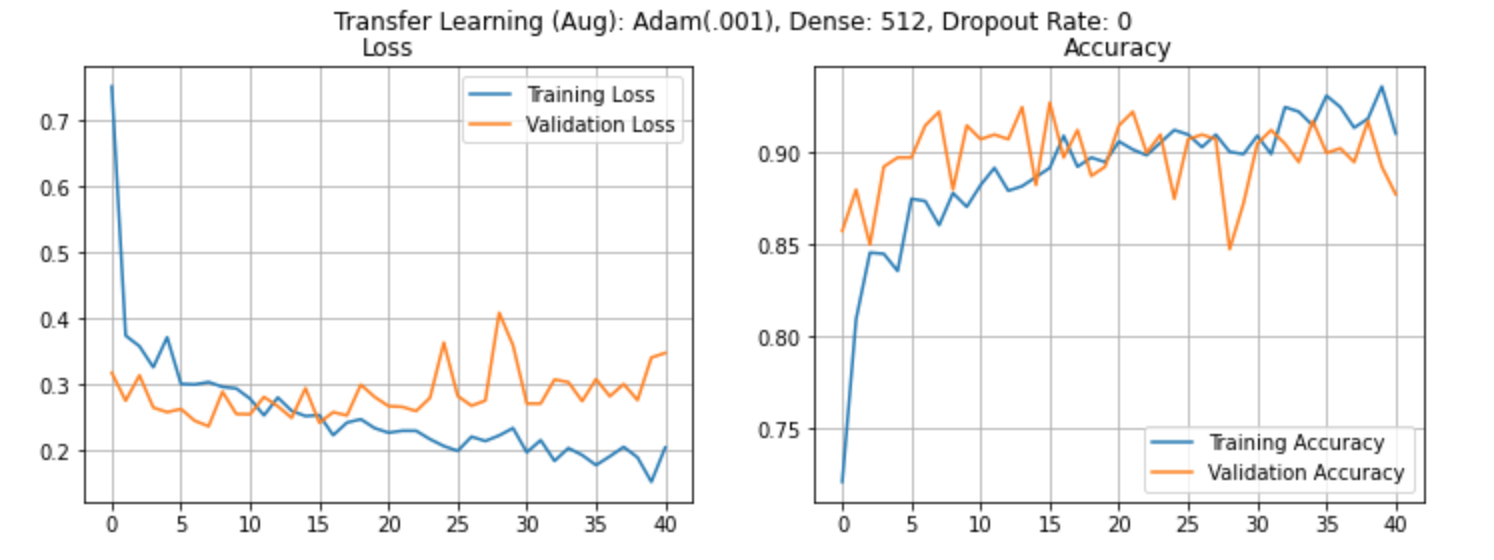 Transfer Learning (Aug): Adam(.001), Dense: 512, Dropout Rate: 0
Loss
Training Loss
Validation Loss
0.7
0.6
0.5
0.4
0.3
0.2
0 5 10 15 20 25 30 35 40
Accuracy
0.90
0.85
0.80
0.75
Training Accuracy
Validation Accuracy
0 5 10 15 20 25 30 35 40